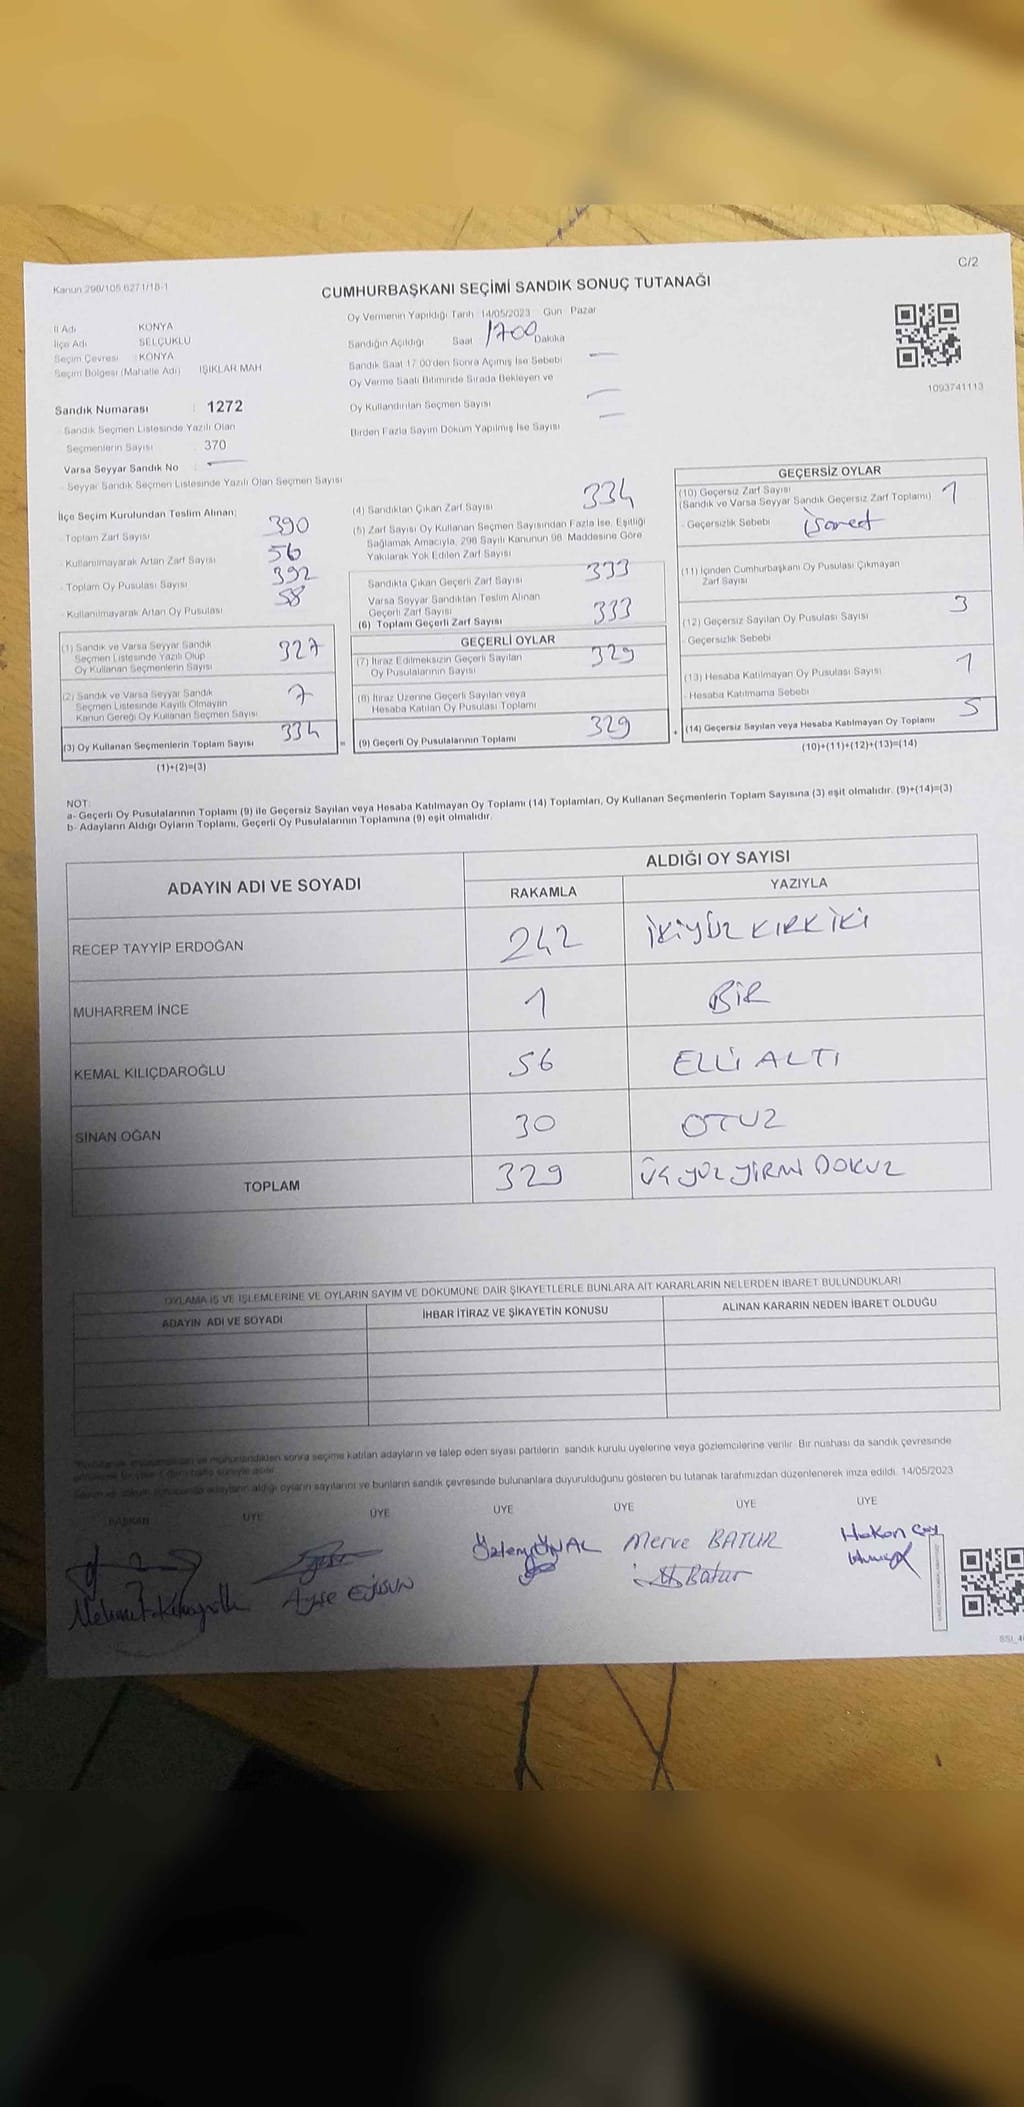 Kanun 298/105 6271/18-1
C/2
CUMHURBAŞKANI SEÇİMİ SANDIK SONUÇ TUTANAĞI
İl Adı KONYA
İlçe Adı SELÇUKLU
Seçim Çevresi : KONYA
Seçim Bölgesi (Mahalle Adı) IŞIKLAR MAH
Oy Vermenin Yapıldığı Tarih 14/05/2023 Gün Pazar
Sandığın Açıldığı Saat 1700 Dakika
Sandık Saat 17:00'den Sonra Açımış İse Sebebi —
Oy Verme Saati Bitiminde Sırada Bekleyen ve
Oy Kullandırılan Seçmen Sayısı —
Birden Fazla Sayım Döküm Yapılmış İse Sayısı —
1093741113
Sandık Numarası : 1272
- Sandık Seçmen Listesinde Yazılı Olan
Seçmenlerin Sayısı : 370
Varsa Seyyar Sandık No : —
- Seyyar Sandık Seçmen Listesinde Yazılı Olan Seçmen Sayısı
İlçe Seçim Kurulundan Teslim Alınan;
- Toplam Zarf Sayısı 390
- Kullanılmayarak Artan Zarf Sayısı 56
- Toplam Oy Pusulası Sayısı 392
- Kullanılmayarak Artan Oy Pusulası 58
(1) Sandık ve Varsa Seyyar Sandık
Seçmen Listesinde Yazılı Olup
Oy Kullanan Seçmenlerin Sayısı 327
(2) Sandık ve Varsa Seyyar Sandık
Seçmen Listesinde Kayıtlı Olmayan
Kanun Gereği Oy Kullanan Seçmen Sayısı 7
(3) Oy Kullanan Seçmenlerin Toplam Sayısı 334
(1)+(2)=(3)
(4) Sandıktan Çıkan Zarf Sayısı 334
(5) Zarf Sayısı Oy Kullanan Seçmen Sayısından Fazla İse, Eşitliği
Sağlamak Amacıyla, 298 Sayılı Kanunun 98. Maddesine Göre
Yakılarak Yok Edilen Zarf Sayısı
Sandıkta Çıkan Geçerli Zarf Sayısı 333
Varsa Seyyar Sandıktan Teslim Alınan
Geçerli Zarf Sayısı
(6) Toplam Geçerli Zarf Sayısı 333
GEÇERLİ OYLAR
(7) İtiraz Edilmeksizin Geçerli Sayılan
Oy Pusulalarının Sayısı 329
(8) İtiraz Üzerine Geçerli Sayılan veya
Hesaba Katılan Oy Pusulası Toplamı
= (9) Geçerli Oy Pusulalarının Toplamı 329
GEÇERSİZ OYLAR
(10) Geçersiz Zarf Sayısı
(Sandık ve Varsa Seyyar Sandık Geçersiz Zarf Toplamı) 1
- Geçersizlik Sebebi işaret
(11) İçinden Cumhurbaşkanı Oy Pusulası Çıkmayan
Zarf Sayısı
(12) Geçersiz Sayılan Oy Pusulası Sayısı 3
- Geçersizlik Sebebi
(13) Hesaba Katılmayan Oy Pusulası Sayısı 1
- Hesaba Katılmama Sebebi
+ (14) Geçersiz Sayılan veya Hesaba Katılmayan Oy Toplamı 5
(10)+(11)+(12)+(13)=(14)
NOT:
a- Geçerli Oy Pusulalarının Toplamı (9) ile Geçersiz Sayılan veya Hesaba Katılmayan Oy Toplamı (14) Toplamları, Oy Kullanan Seçmenlerin Toplam Sayısına (3) eşit olmalıdır. (9)+(14)=(3)
b- Adayların Aldığı Oyların Toplamı, Geçerli Oy Pusulalarının Toplamına (9) eşit olmalıdır.
ADAYIN ADI VE SOYADI
ALDIĞI OY SAYISI
RAKAMLA YAZIYLA
RECEP TAYYİP ERDOĞAN 242 İKİYÜZ KIRK İKİ
MUHARREM İNCE 1 BİR
KEMAL KILIÇDAROĞLU 56 ELLİ ALTI
SİNAN OĞAN 30 OTUZ
TOPLAM 329 ÜÇ YÜZ YİRMİ DOKUZ
OYLAMA İŞ VE İŞLEMLERİNE VE OYLARIN SAYIM VE DÖKÜMÜNE DAİR ŞİKAYETLERLE BUNLARA AİT KARARLARIN NELERDEN İBARET BULUNDUKLARI
ADAYIN ADI VE SOYADI İHBAR İTİRAZ VE ŞİKAYETİN KONUSU ALINAN KARARIN NEDEN İBARET OLDUĞU
sonra seçime katılan adayların ve talep eden siyasi partilerin sandık kurulu üyelerine veya gözlemcilerine verilir. Bir nüshası da sandık çevresinde
adayların aldığı oyların sayılarını ve bunların sandık çevresinde bulunanlara duyurulduğunu gösteren bu tutanak tarafımızdan düzenlenerek imza edildi. 14/05/2023
BAŞKAN ÜYE ÜYE ÜYE ÜYE ÜYE ÜYE
Özlem ÜNAL Merve BATUR Hakan
Mehmet Ayşe Batur